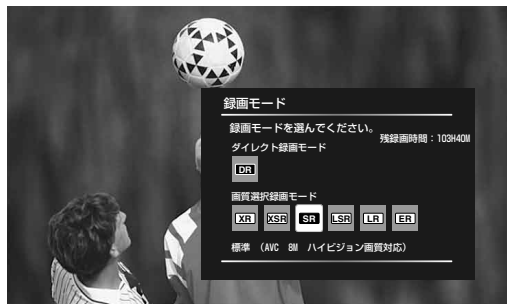 録画モード
録画モードを選んでください。
残録画時間：103H40M
ダイレクト録画モード
DR
画質選択録画モード
XR XSR SR LSR LR ER
標準 （AVC 8M ハイビジョン画質対応）